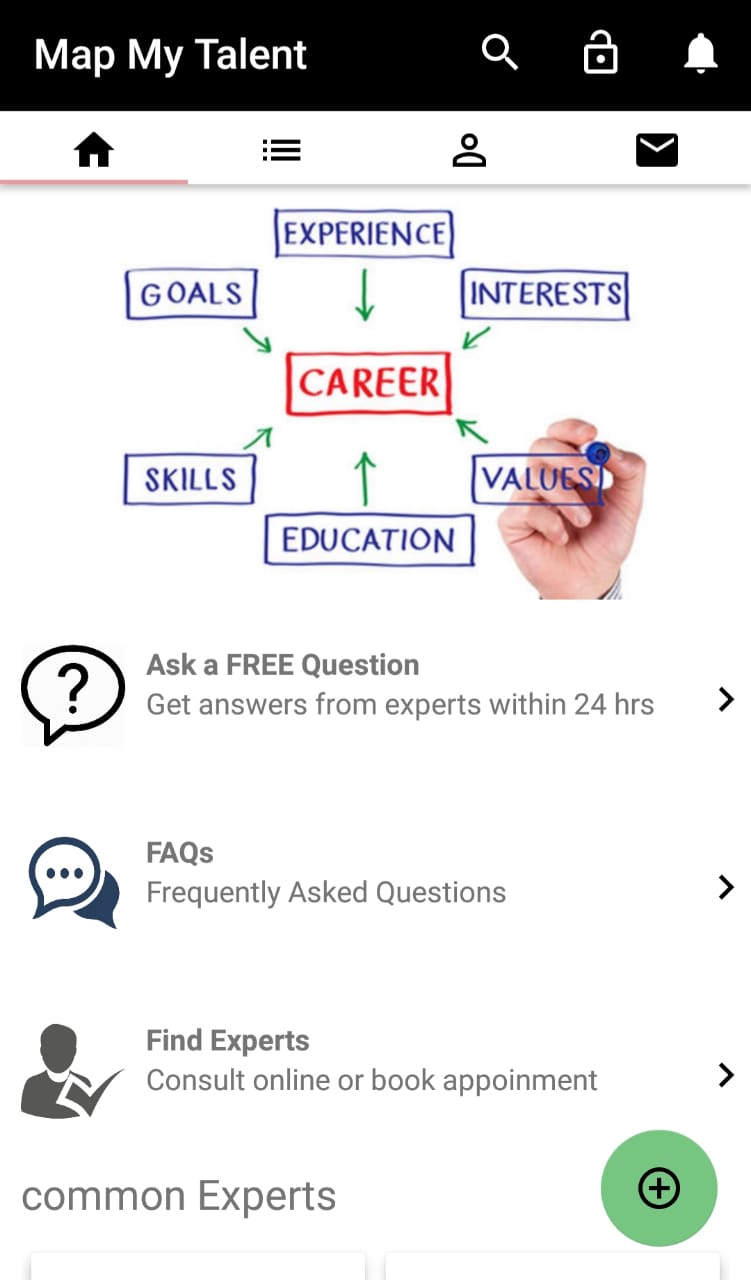 Map My Talent
EXPERIENCE
GOALS
INTERESTS
CAREER
SKILLS
VALUES
EDUCATION
Ask a FREE Question
Get answers from experts within 24 hrs
FAQs
Frequently Asked Questions
Find Experts
Consult online or book appoinment
common Experts